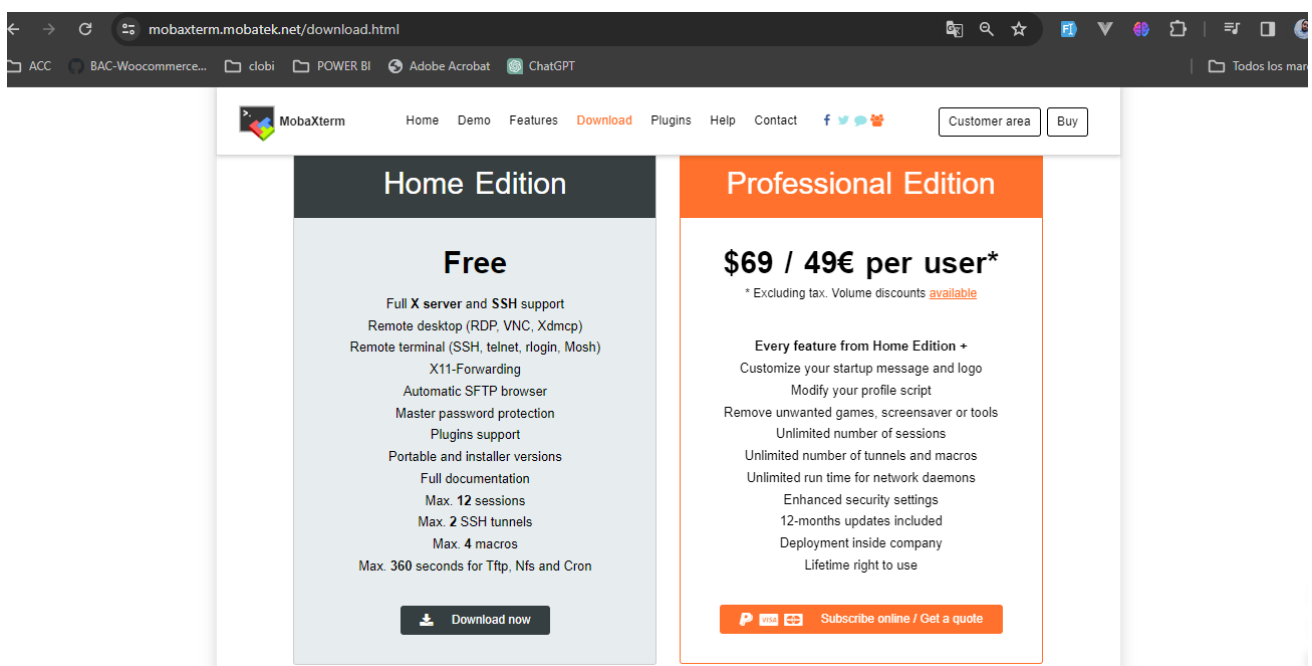 mobaxterm.mobatek.net/download.html
ACC BAC-Woocommerce... clobi POWER BI Adobe Acrobat ChatGPT Todos los mar
MobaXterm Home Demo Features Download Plugins Help Contact Customer area Buy
Home Edition
Free
Full X server and SSH support
Remote desktop (RDP, VNC, Xdmcp)
Remote terminal (SSH, telnet, rlogin, Mosh)
X11-Forwarding
Automatic SFTP browser
Master password protection
Plugins support
Portable and installer versions
Full documentation
Max. 12 sessions
Max. 2 SSH tunnels
Max. 4 macros
Max. 360 seconds for Tftp, Nfs and Cron
Download now
Professional Edition
$69 / 49€ per user*
* Excluding tax. Volume discounts available
Every feature from Home Edition +
Customize your startup message and logo
Modify your profile script
Remove unwanted games, screensaver or tools
Unlimited number of sessions
Unlimited number of tunnels and macros
Unlimited run time for network daemons
Enhanced security settings
12-months updates included
Deployment inside company
Lifetime right to use
VISA Subscribe online / Get a quote